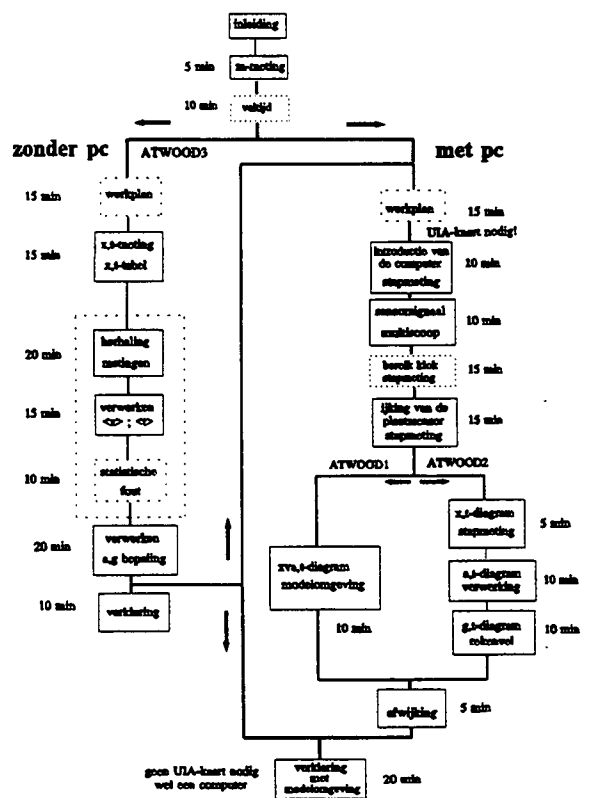 inleiding
5 min
m-meting
10 min
valtijd
zonder pc
ATWOOD3
met pc
15 min
werkplan
15 min
x,t-meting
x,t-tabel
20 min
herhaling
metingen
15 min
verwerken
<x> ; <t>
10 min
statistische
fout
20 min
verwerken
a,g bepaling
10 min
verklaring
werkplan
15 min
UIA-kaart nodig!
introductie van
de computer
stapmeting
20 min
sensorsignaal
multiscoop
10 min
bereik klok
stapmeting
15 min
ijking van de
plaatssensor
stapmeting
15 min
ATWOOD1
ATWOOD2
xva,t-diagram
modelomgeving
10 min
x,t-diagram
stapmeting
5 min
a,t-diagram
verwerking
10 min
g,t-diagram
rekenvel
10 min
afwijking
5 min
geen UIA-kaart nodig
wel een computer
verklaring
met
modelomgeving
20 min